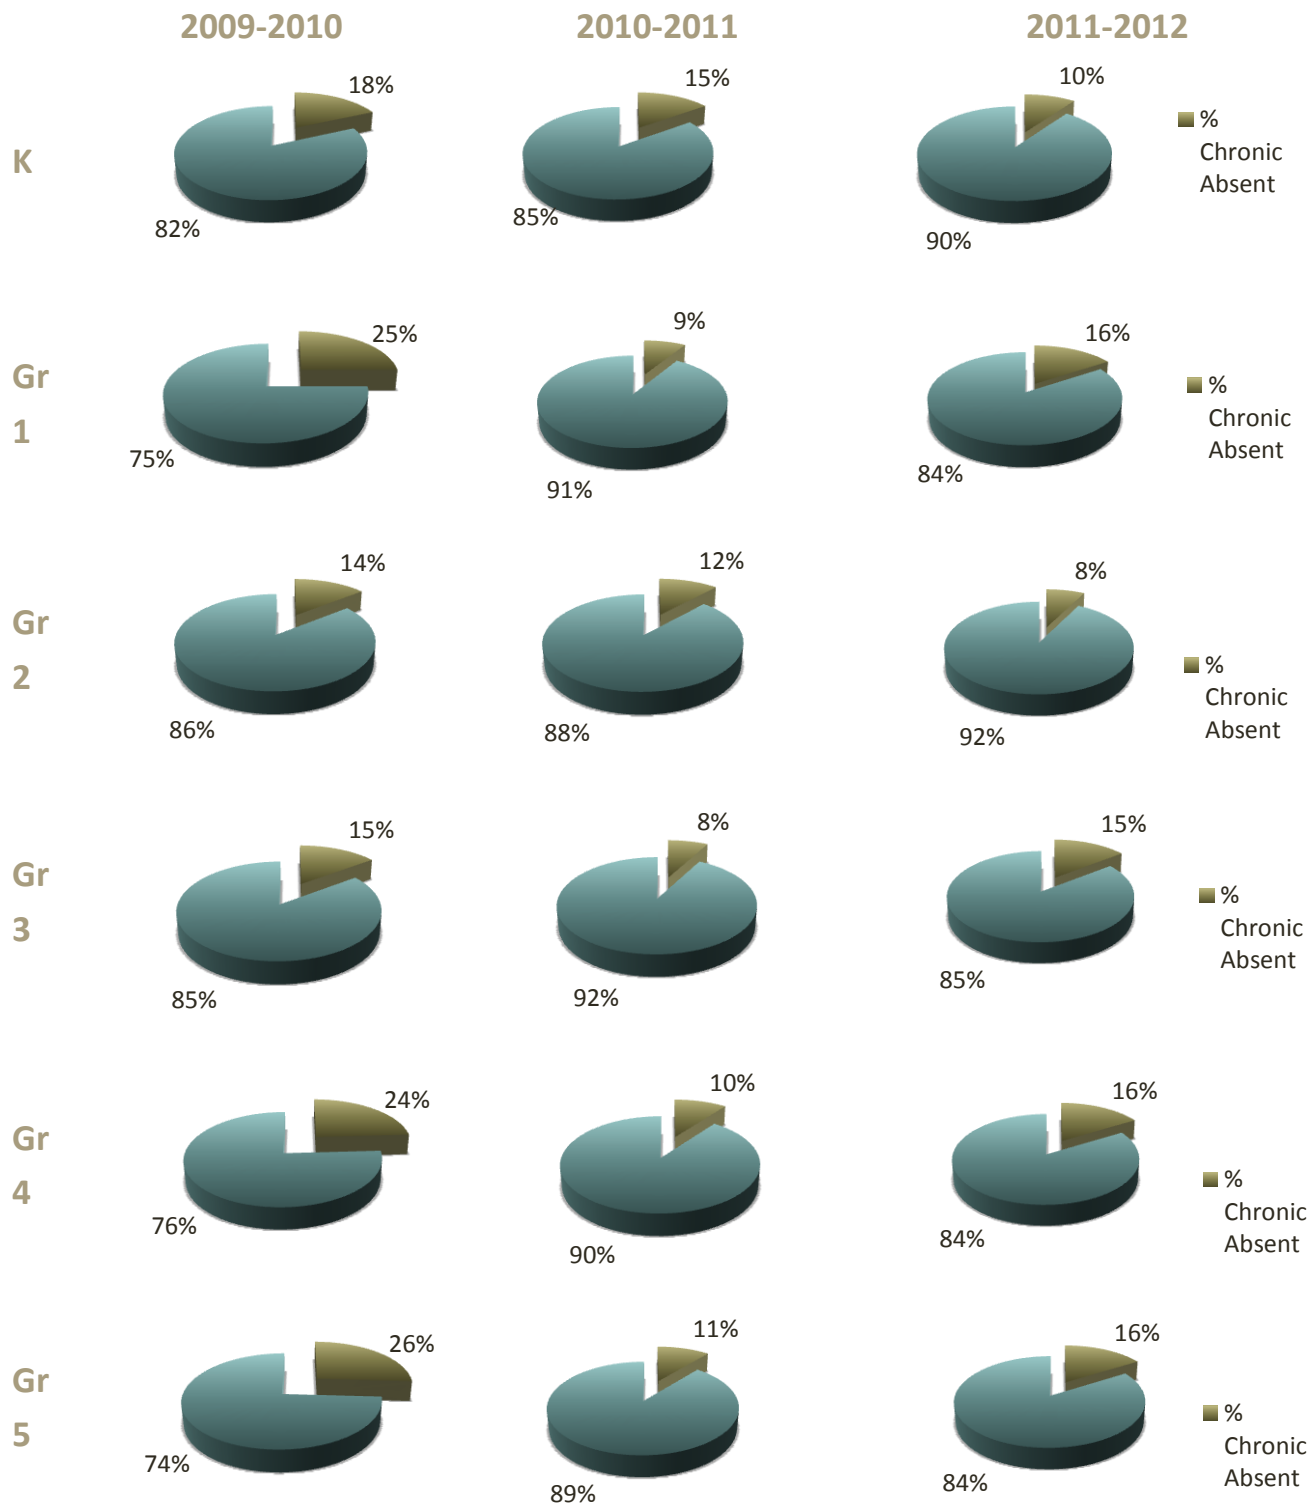 2009-2010 2010-2011 2011-2012
K
18%
82%
15%
85%
10%
90%
%
Chronic
Absent
Gr
1
25%
75%
9%
91%
16%
84%
%
Chronic
Absent
Gr
2
14%
86%
12%
88%
8%
92%
%
Chronic
Absent
Gr
3
15%
85%
8%
92%
15%
85%
%
Chronic
Absent
Gr
4
24%
76%
10%
90%
16%
84%
%
Chronic
Absent
Gr
5
26%
74%
11%
89%
16%
84%
%
Chronic
Absent